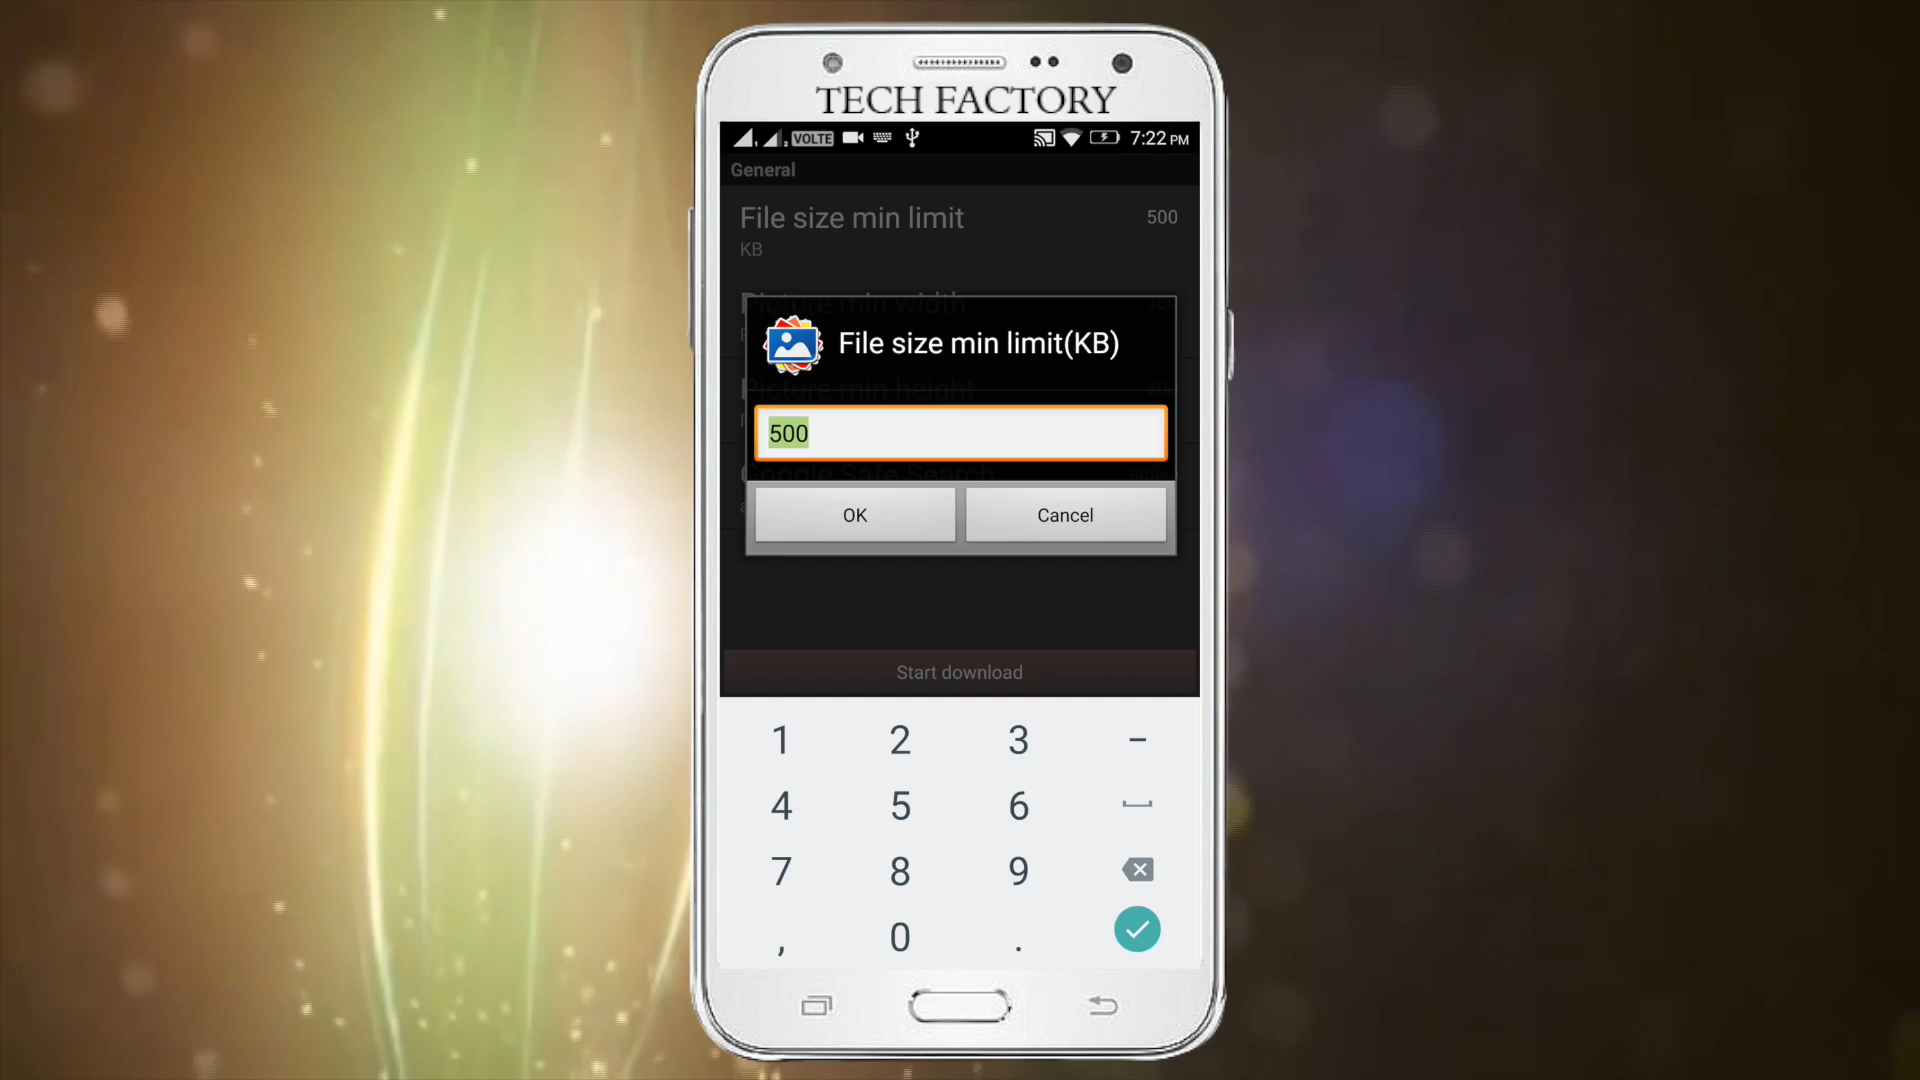 TECH FACTORY
1 2 VOLTE 7:22 PM
General
File size min limit 500
KB
Picture min width
File size min limit(KB)
Picture min height
500
Google Safe Search
OK Cancel
Start download
1 2 3 -
4 5 6
7 8 9
, 0 .